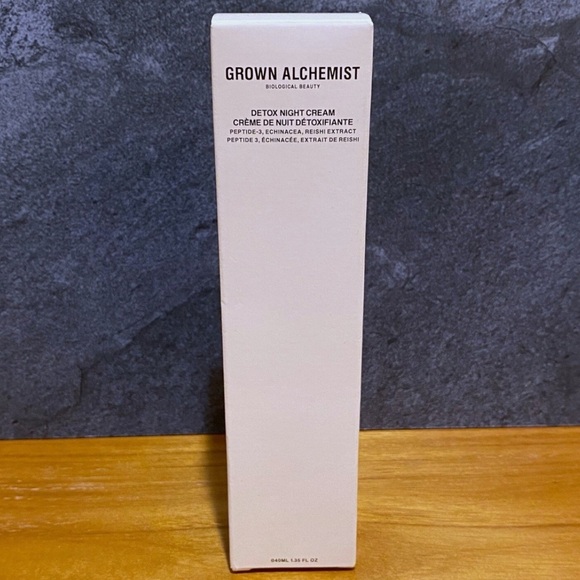 GROWN ALCHEMIST
BIOLOGICAL BEAUTY
DETOX NIGHT CREAM
CRÈME DE NUIT DÉTOXIFIANTE
PEPTIDE-3, ECHINACEA, REISHI EXTRACT
PEPTIDE 3, ÉCHINACÉE, EXTRAIT DE REISHI
℮40ML 1.35 FL OZ